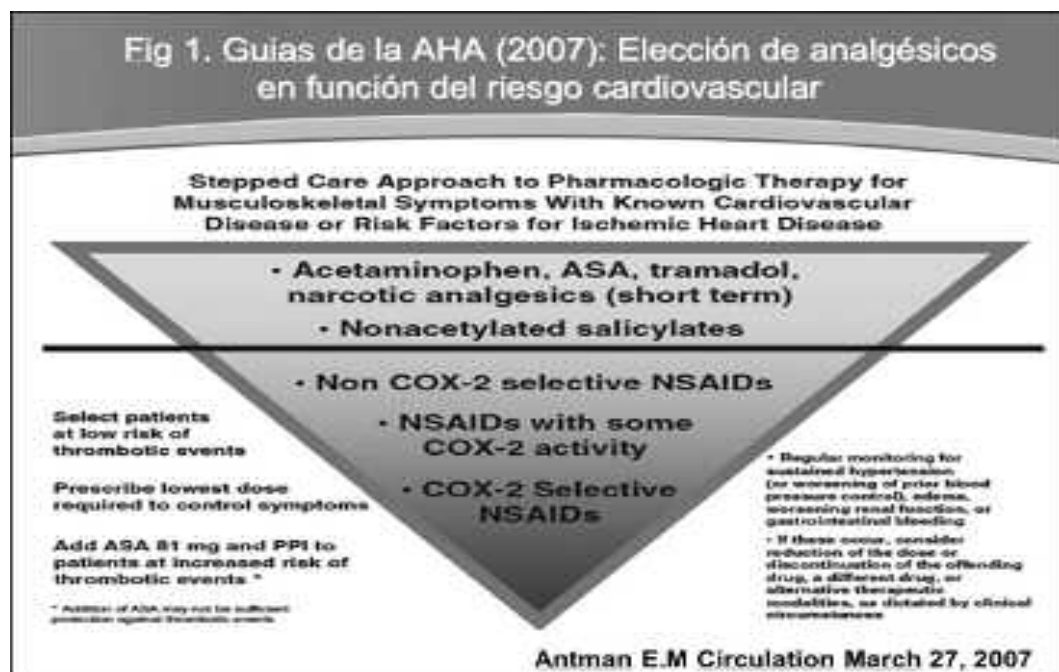 Fig 1. Guias de la AHA (2007): Elección de analgésicos
en función del riesgo cardiovascular
Stepped Care Approach to Pharmacologic Therapy for
Musculoskeletal Symptoms With Known Cardiovascular
Disease or Risk Factors for Ischemic Heart Disease
• Acetaminophen, ASA, tramadol,
narcotic analgesics (short term)
• Nonacetylated salicylates
• Non COX-2 selective NSAIDs
• NSAIDs with some
COX-2 activity
• COX-2 Selective
NSAIDs
Select patients
at low risk of
thrombotic events
Prescribe lowest dose
required to control symptoms
Add ASA 81 mg and PPI to
patients at increased risk of
thrombotic events *
* Addition of ASA may not be sufficient
protection against thrombotic events
• Regular monitoring for
sustained hypertension
(or worsening of prior blood
pressure control), edema,
worsening renal function, or
gastrointestinal bleeding
• If these occur, consider
reduction of the dose or
discontinuation of the offending
drug, a different drug, or
alternative therapeutic
modalities, as dictated by clinical
circumstances
Antman E.M Circulation March 27, 2007